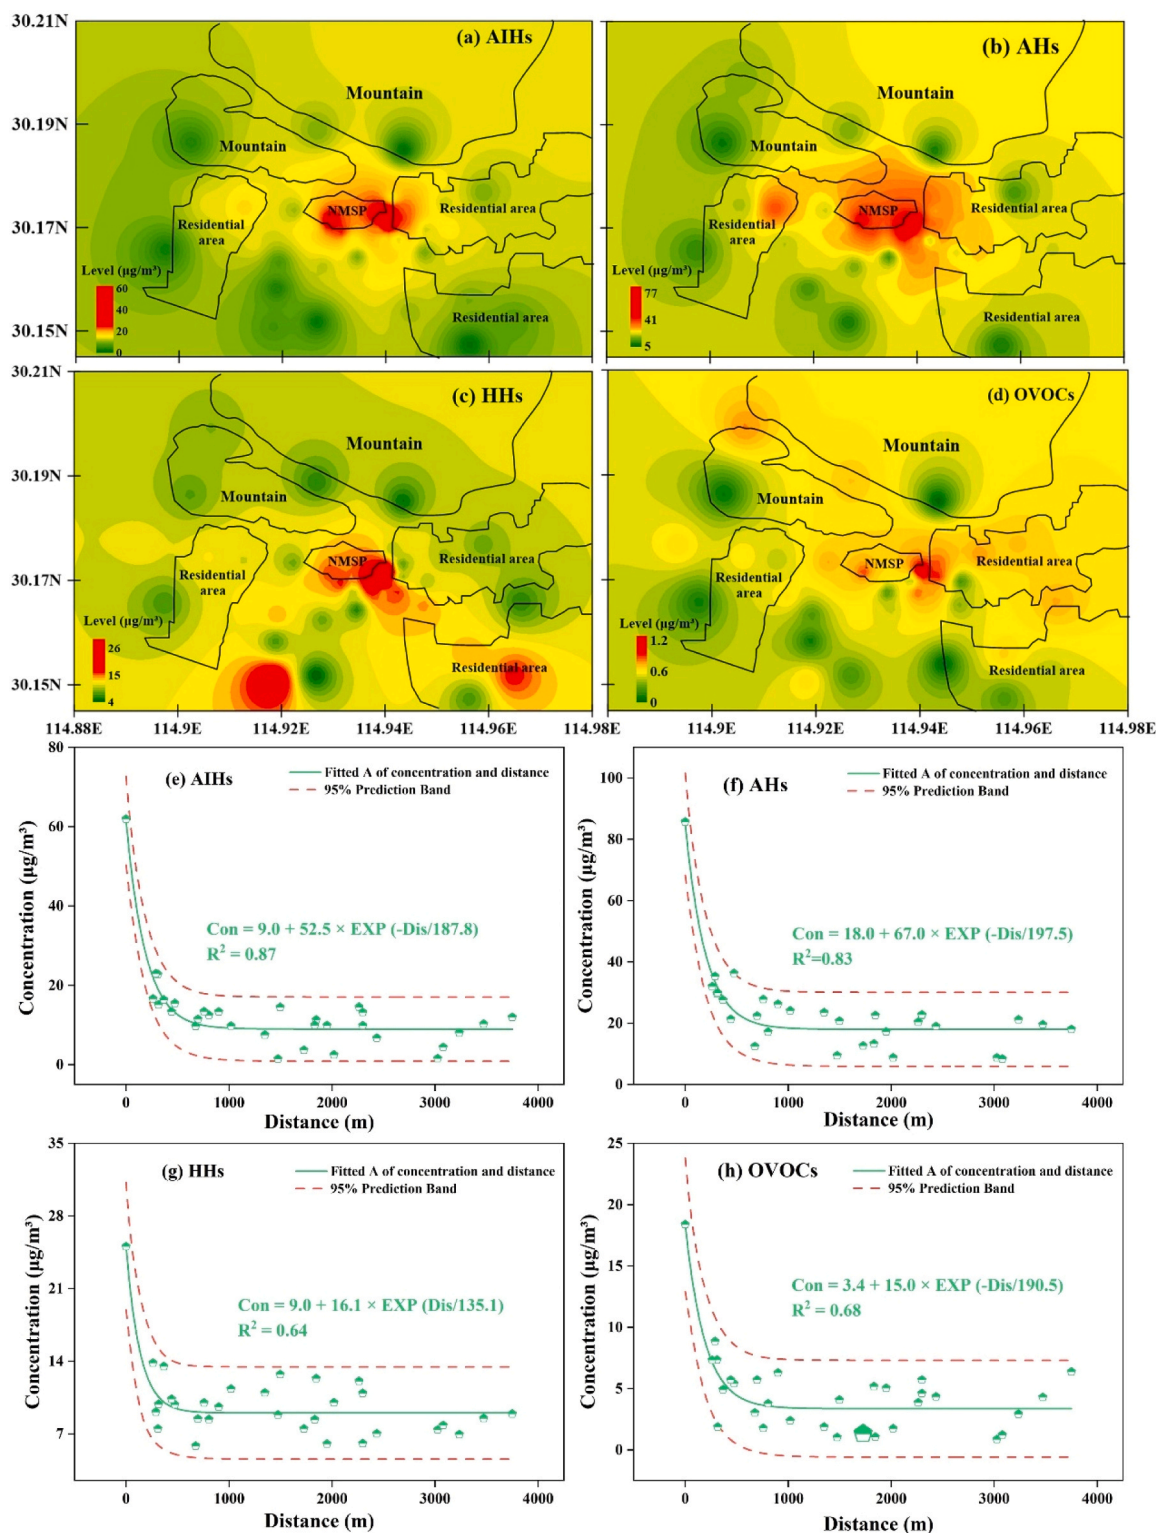 30.21N
(a) AIHs
Mountain
30.19N
Mountain
NMSP
Residential area
Residential
area
30.17N
Level (µg/m³)
60
40
20
0
Residential area
30.15N
(b) AHs
Mountain
Mountain
NMSP
Residential area
Residential
area
Level (µg/m³)
77
41
5
Residential area
30.21N
(c) HHs
Mountain
30.19N
Mountain
NMSP
Residential area
Residential
area
30.17N
Level (µg/m³)
26
15
4
Residential area
30.15N
114.88E 114.9E 114.92E 114.94E 114.96E 114.98E
(d) OVOCs
Mountain
Mountain
NMSP
Residential area
Residential
area
Level (µg/m³)
1.2
0.6
0
Residential area
114.9E 114.92E 114.94E 114.96E 114.98E
(e) AIHs
Fitted A of concentration and distance
95% Prediction Band
Concentration (µg/m³)
80
60
40
20
0
Con = 9.0 + 52.5 × EXP (-Dis/187.8)
R² = 0.87
0 1000 2000 3000 4000
Distance (m)
(f) AHs
Fitted A of concentration and distance
95% Prediction Band
Concentration (µg/m³)
100
80
60
40
20
0
Con = 18.0 + 67.0 × EXP (-Dis/197.5)
R²=0.83
0 1000 2000 3000 4000
Distance (m)
(g) HHs
Fitted A of concentration and distance
95% Prediction Band
Concentration (µg/m³)
35
28
21
14
7
Con = 9.0 + 16.1 × EXP (Dis/135.1)
R² = 0.64
0 1000 2000 3000 4000
Distance (m)
(h) OVOCs
Fitted A of concentration and distance
95% Prediction Band
Concentration (µg/m³)
25
20
15
10
5
0
Con = 3.4 + 15.0 × EXP (-Dis/190.5)
R² = 0.68
0 1000 2000 3000 4000
Distance (m)